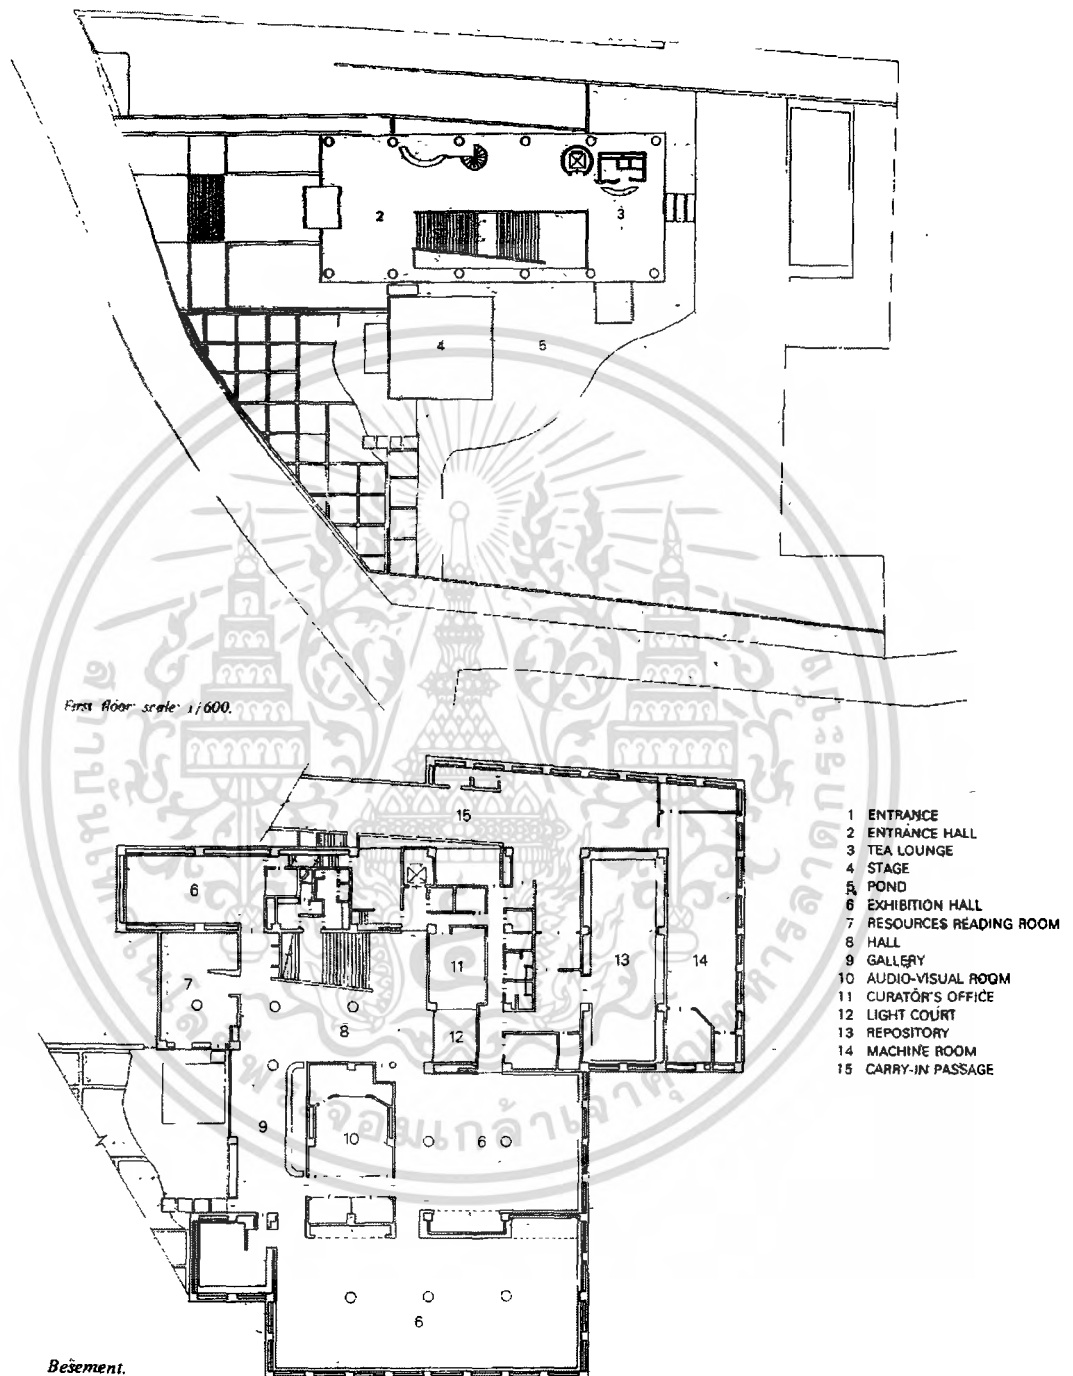 2
3
4
5
First floor scale: 1/600.
15
6
7
11
13
14
8
12
9
10
6
6
Besement.
1 ENTRANCE
2 ENTRANCE HALL
3 TEA LOUNGE
4 STAGE
5 POND
6 EXHIBITION HALL
7 RESOURCES READING ROOM
8 HALL
9 GALLERY
10 AUDIO-VISUAL ROOM
11 CURATOR'S OFFICE
12 LIGHT COURT
13 REPOSITORY
14 MACHINE ROOM
15 CARRY-IN PASSAGE